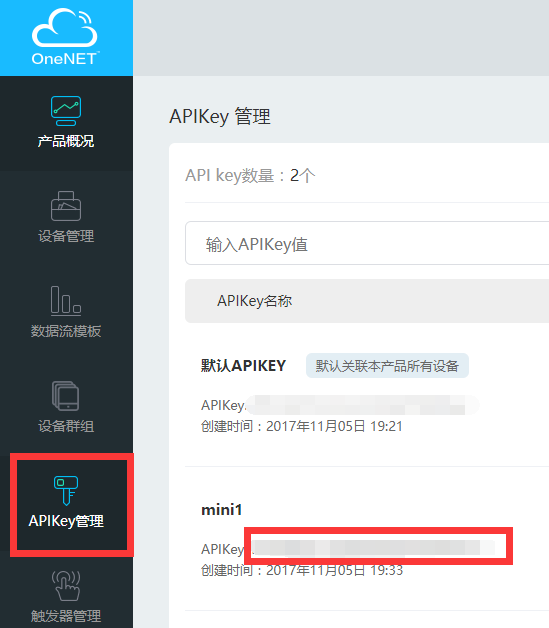 OneNET
产品概况
设备管理
数据流模板
设备群组
APIKey管理
触发器管理
APIKey 管理
API key数量：2个
输入APIKey值
APIKey名称
默认APIKEY 默认关联本产品所有设备
APIKey
创建时间：2017年11月05日 19:21
mini1
APIKey
创建时间：2017年11月05日 19:33